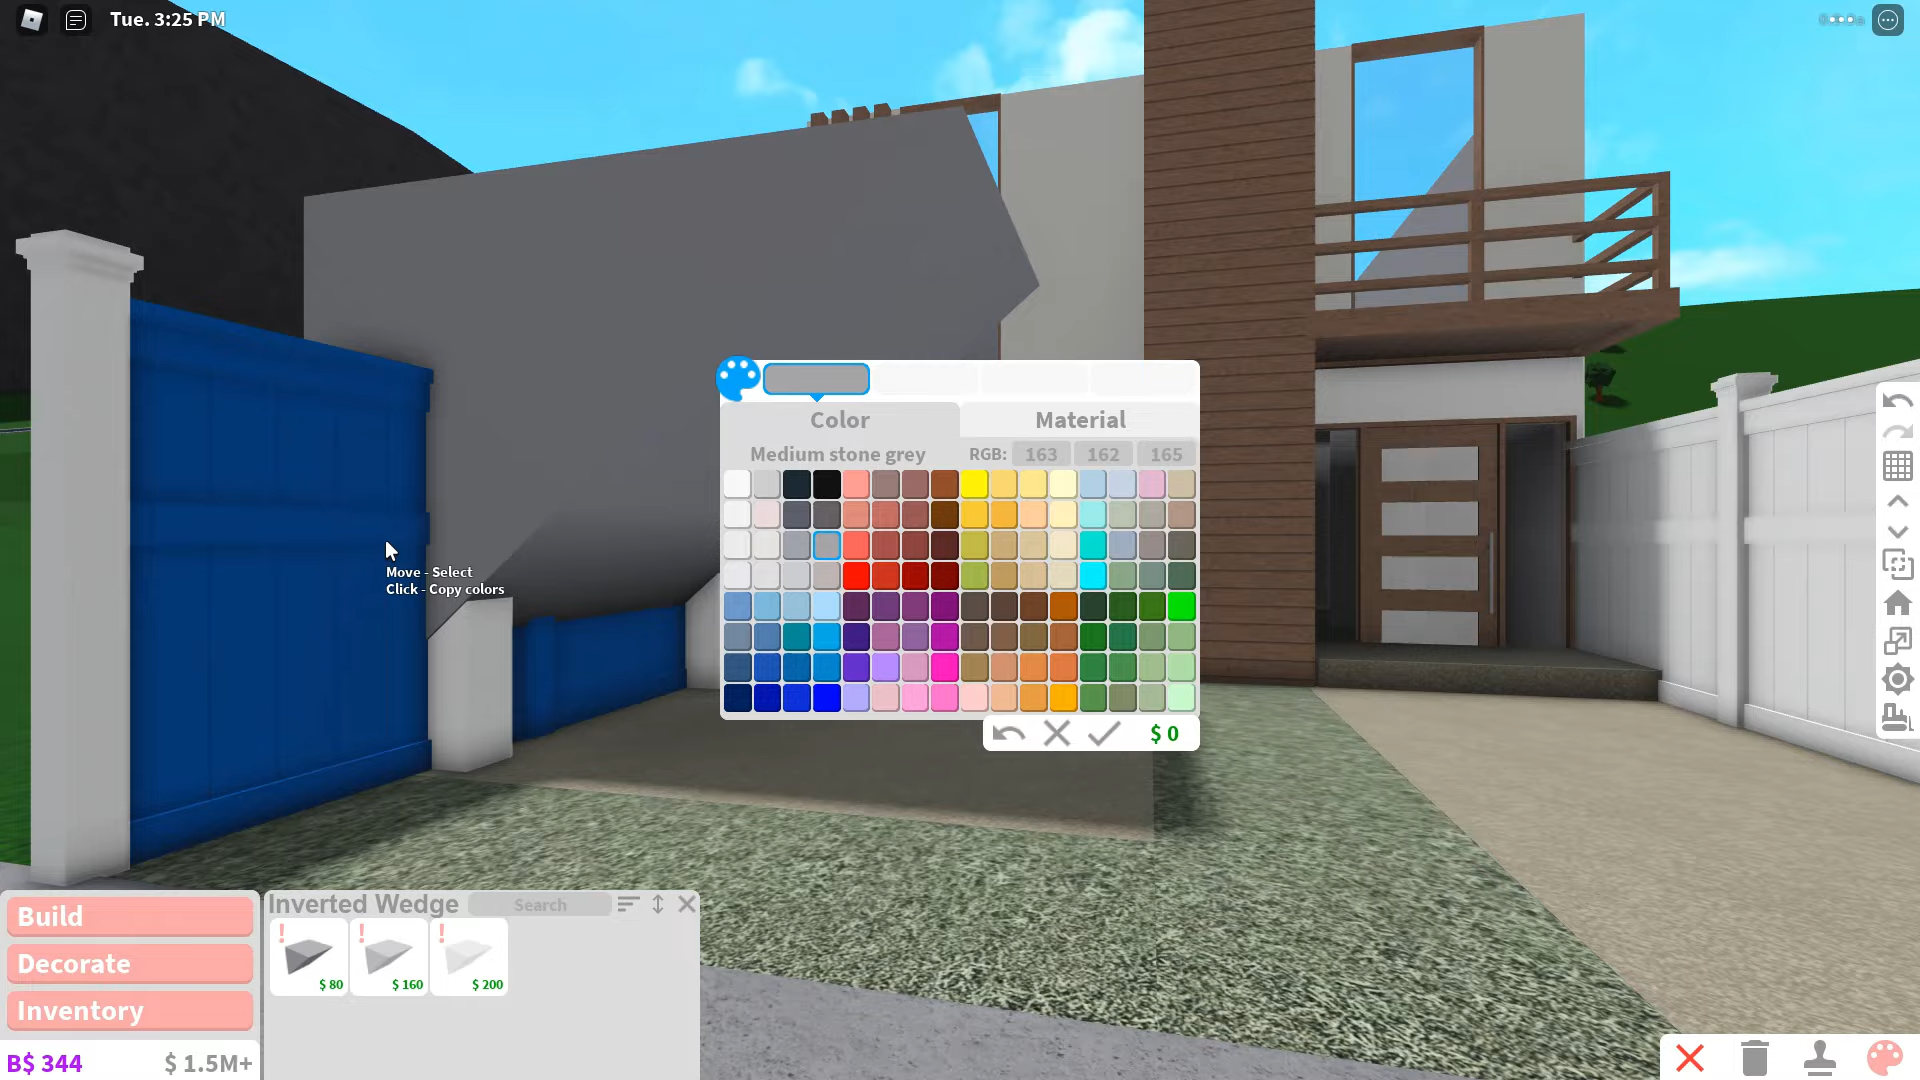 Tue. 3:25 PM
Color
Material
Medium stone grey
RGB: 163 162 165
Move - Select
Click - Copy colors
$ 0
Build
Decorate
Inventory
B$ 344
$ 1.5M+
Inverted Wedge
Search
! ! !
$ 80
$ 160
$ 200